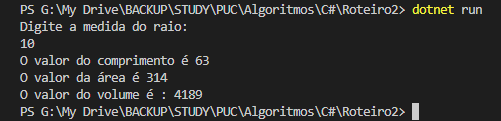 PS G:\My Drive\BACKUP\STUDY\PUC\Algoritmos\C#\Roteiro2> dotnet run
Digite a medida do raio:
10
O valor do comprimento é 63
O valor da área é 314
O valor do volume é : 4189
PS G:\My Drive\BACKUP\STUDY\PUC\Algoritmos\C#\Roteiro2>